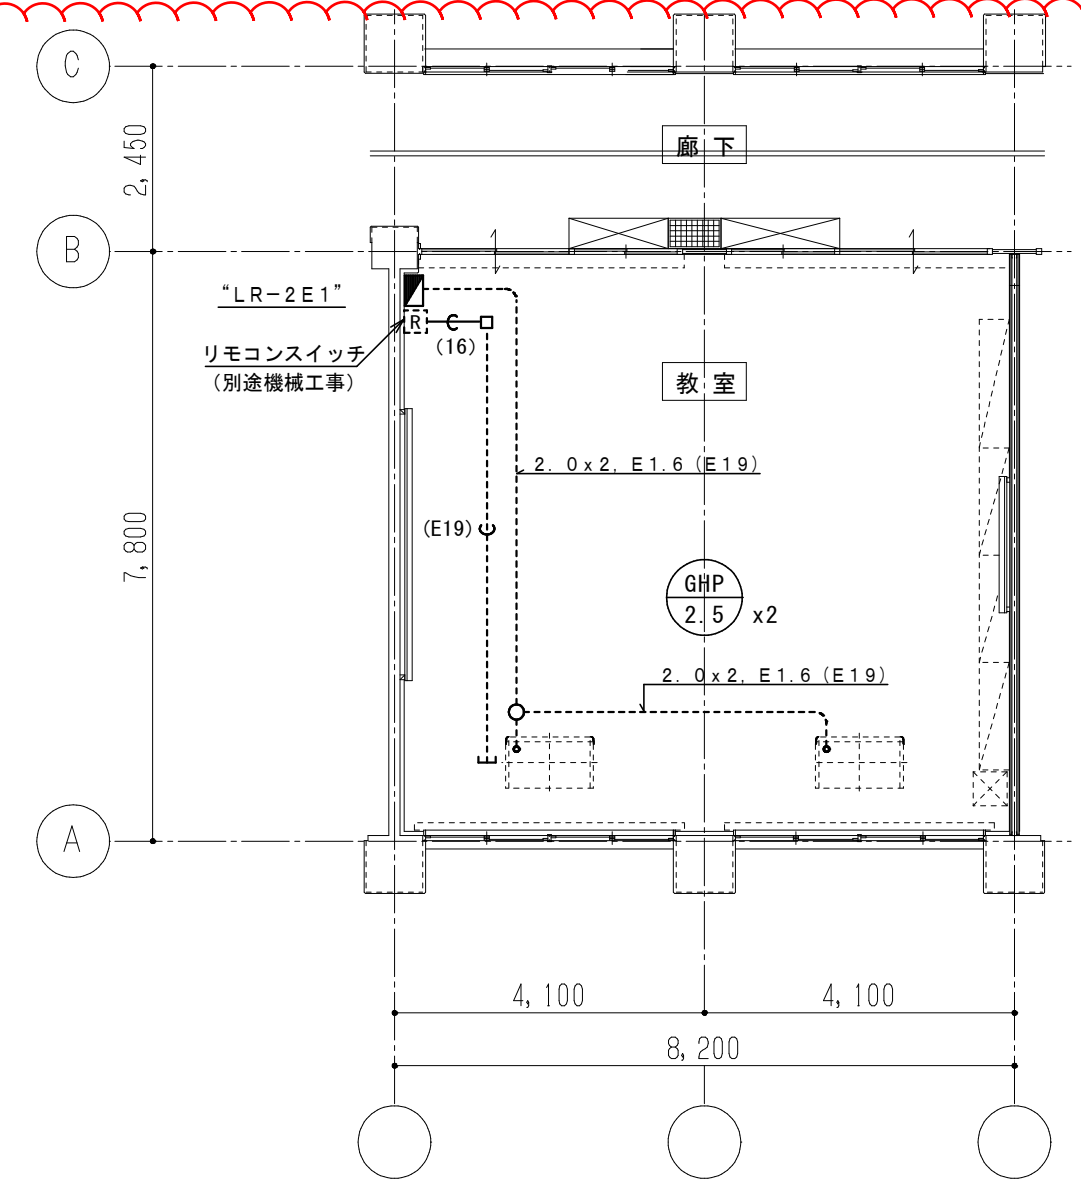 C
2,450
廊下
B
"LR-2E1"
R
(16)
リモコンスイッチ
(別途機械工事)
教室
2.0x2, E1.6 (E19)
(E19)
7,800
GHP
2.5 x2
2.0x2, E1.6 (E19)
A
4,100 4,100
8,200